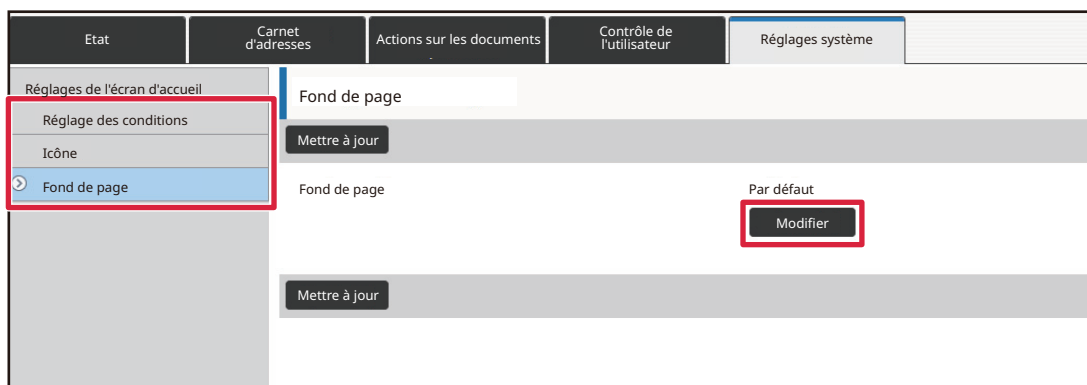 Etat
Carnet
d'adresses
Actions sur les documents
Contrôle de
l'utilisateur
Réglages système
Réglages de l'écran d'accueil
Réglage des conditions
Icône
Fond de page
Fond de page
Mettre à jour
Fond de page
Par défaut
Modifier
Mettre à jour